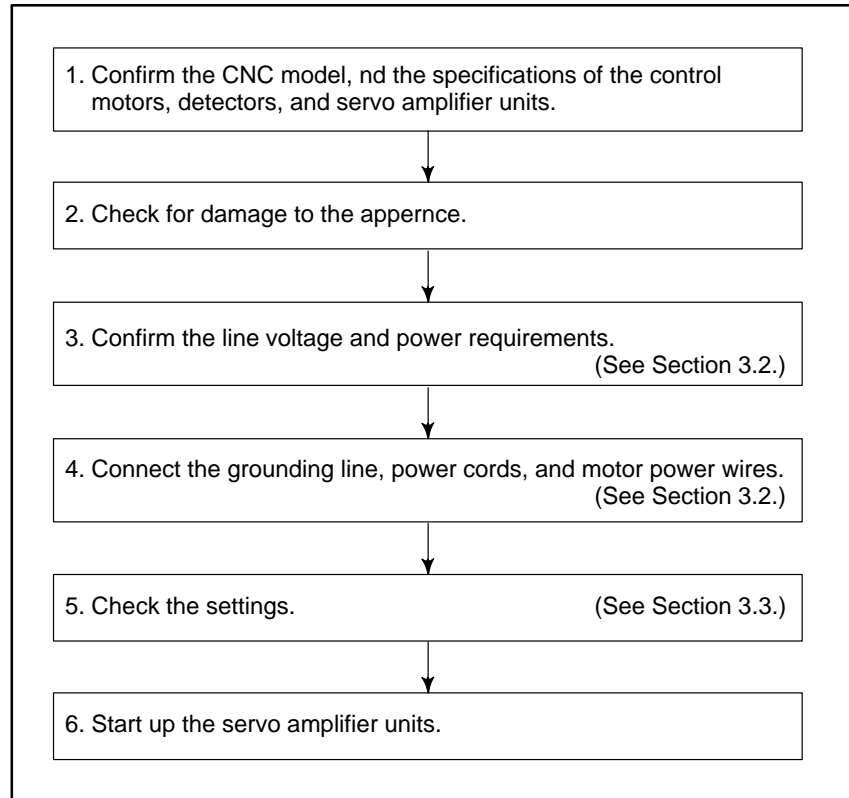 1. Confirm the CNC model, nd the specifications of the control
motors, detectors, and servo amplifier units.
2. Check for damage to the appernce.
3. Confirm the line voltage and power requirements.
(See Section 3.2.)
4. Connect the grounding line, power cords, and motor power wires.
(See Section 3.2.)
5. Check the settings. (See Section 3.3.)
6. Start up the servo amplifier units.